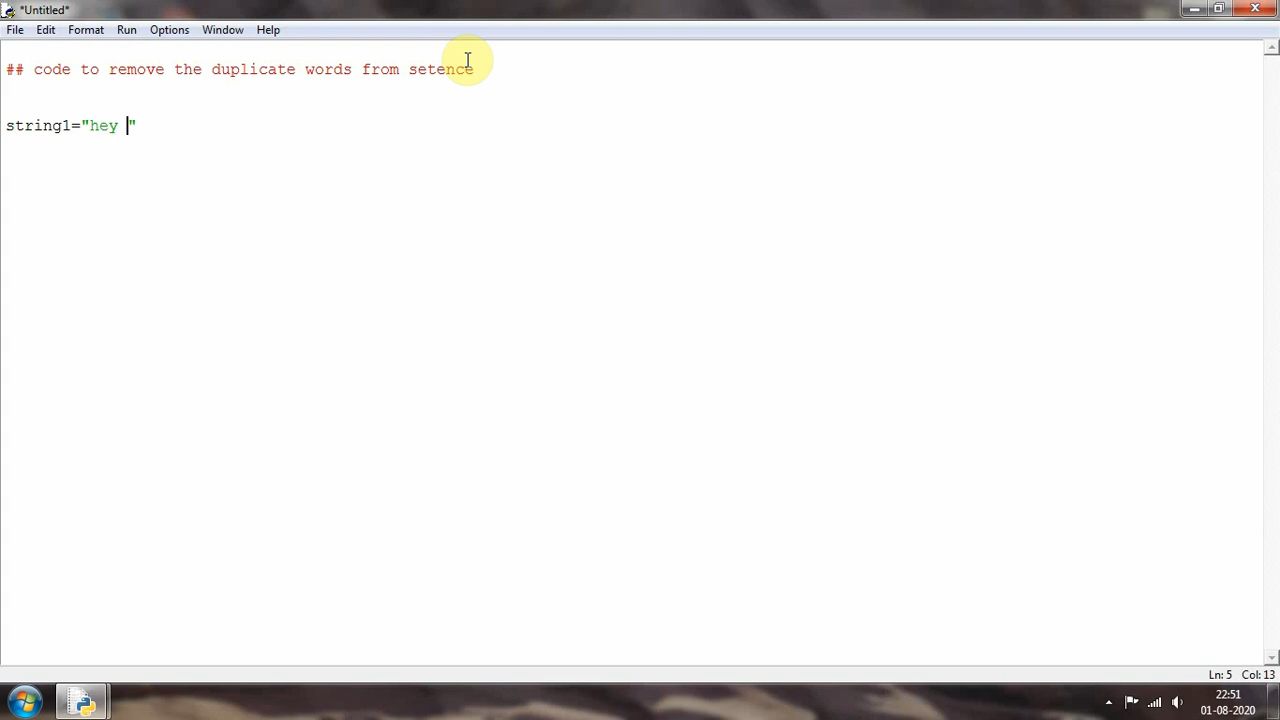 *Untitled*
File Edit Format Run Options Window Help
## code to remove the duplicate words from setence
string1="hey "
Ln: 5 Col: 13
22:51
01-08-2020